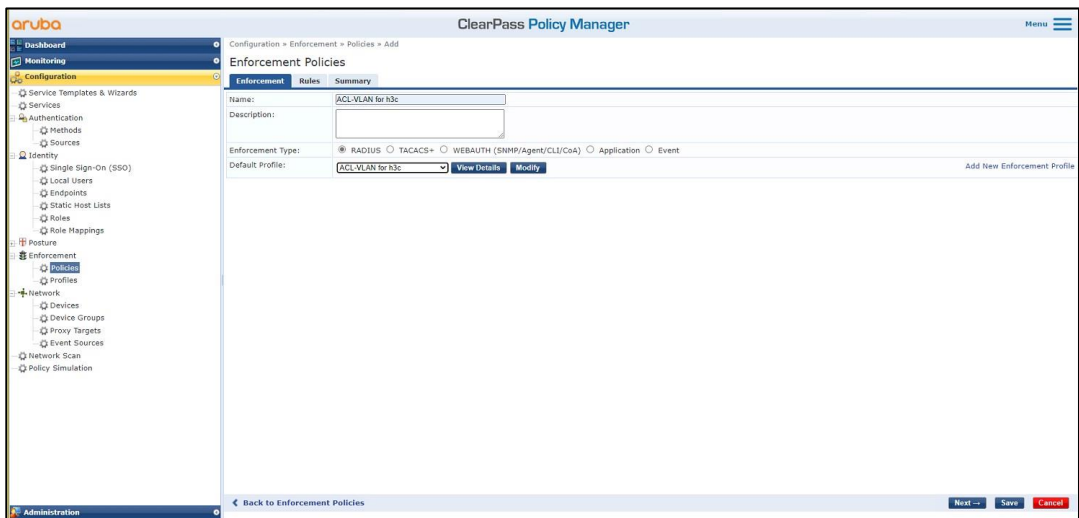 aruba
ClearPass Policy Manager
Menu
Dashboard
Monitoring
Configuration
Service Templates & Wizards
Services
Authentication
Methods
Sources
Identity
Single Sign-On (SSO)
Local Users
Endpoints
Static Host Lists
Roles
Role Mappings
Posture
Enforcement
Policies
Profiles
Network
Devices
Device Groups
Proxy Targets
Event Sources
Network Scan
Policy Simulation
Administration
Configuration » Enforcement » Policies » Add
Enforcement Policies
Enforcement Rules Summary
Name: ACL-VLAN for h3c
Description:
Enforcement Type: RADIUS TACACS+ WEBAUTH (SNMP/Agent/CLI/CoA) Application Event
Default Profile: ACL-VLAN for h3c View Details Modify Add New Enforcement Profile
Back to Enforcement Policies Next → Save Cancel